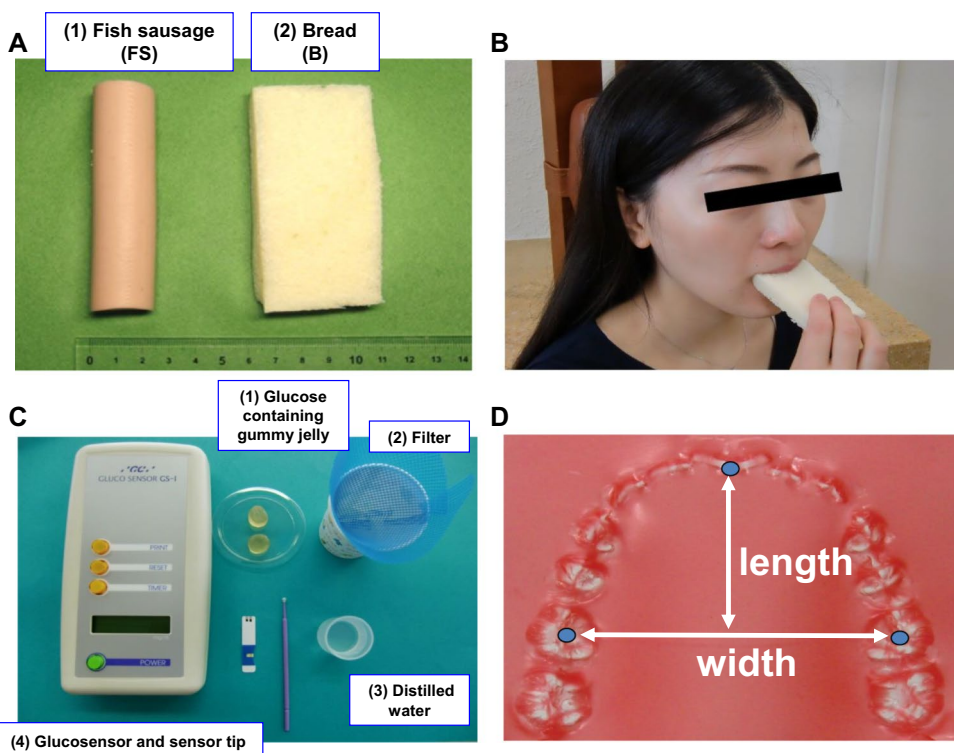 A
(1) Fish sausage
(FS)
(2) Bread
(B)
0 1 2 3 4 5 6 7 8 9 10 11 12 13 14
B
C
(1) Glucose
containing
gummy jelly
(2) Filter
GC
GLUCO SENSOR GS-I
PRINT
RESET
TIMER
POWER
(3) Distilled
water
(4) Glucosensor and sensor tip
D
length
width